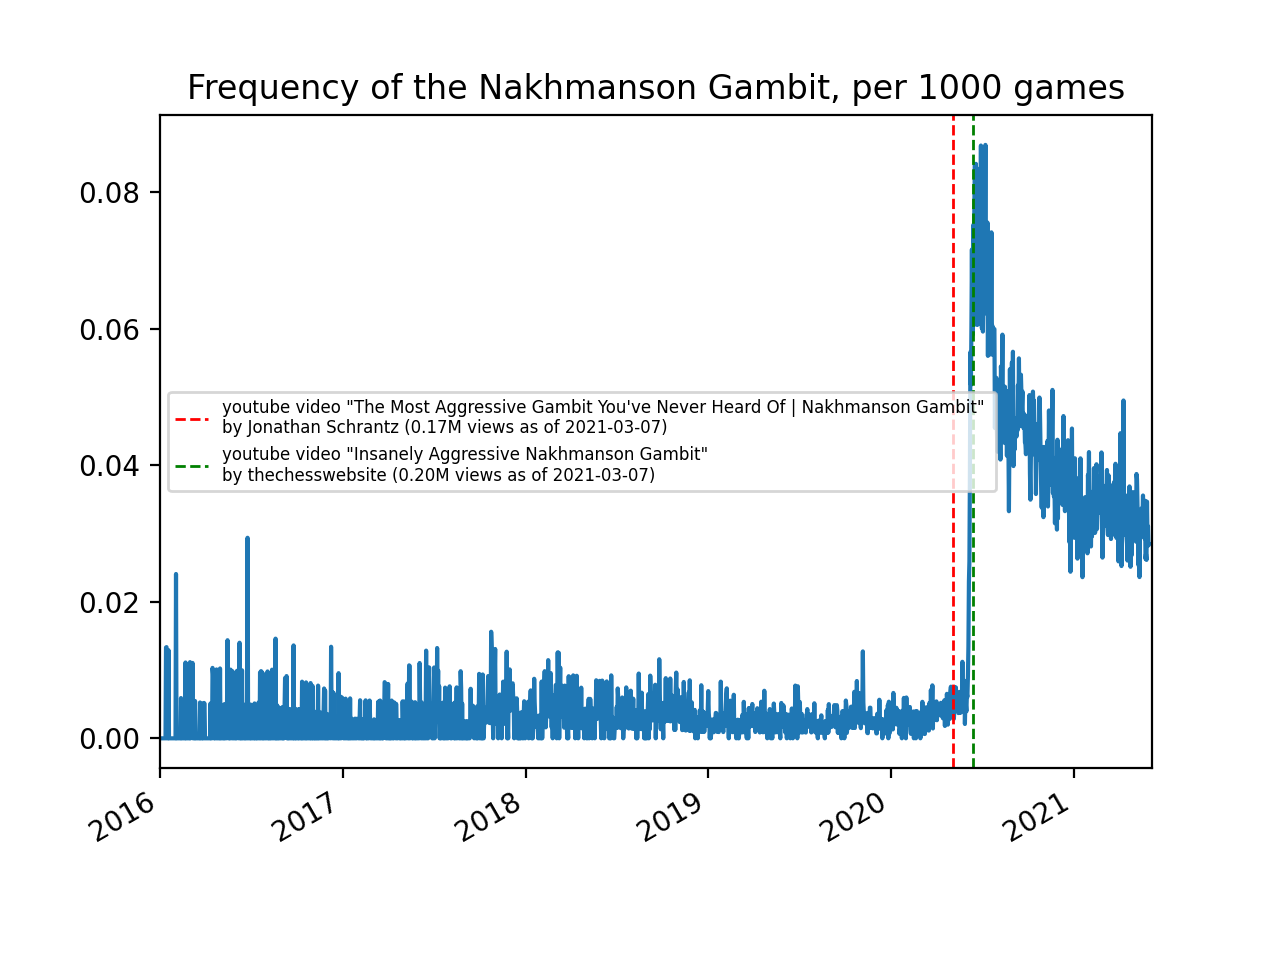 Frequency of the Nakhmanson Gambit, per 1000 games
0.08
0.06
youtube video "The Most Aggressive Gambit You've Never Heard Of | Nakhmanson Gambit"
by Jonathan Schrantz (0.17M views as of 2021-03-07)
youtube video "Insanely Aggressive Nakhmanson Gambit"
by thechesswebsite (0.20M views as of 2021-03-07)
0.04
0.02
0.00
2016
2017
2018
2019
2020
2021